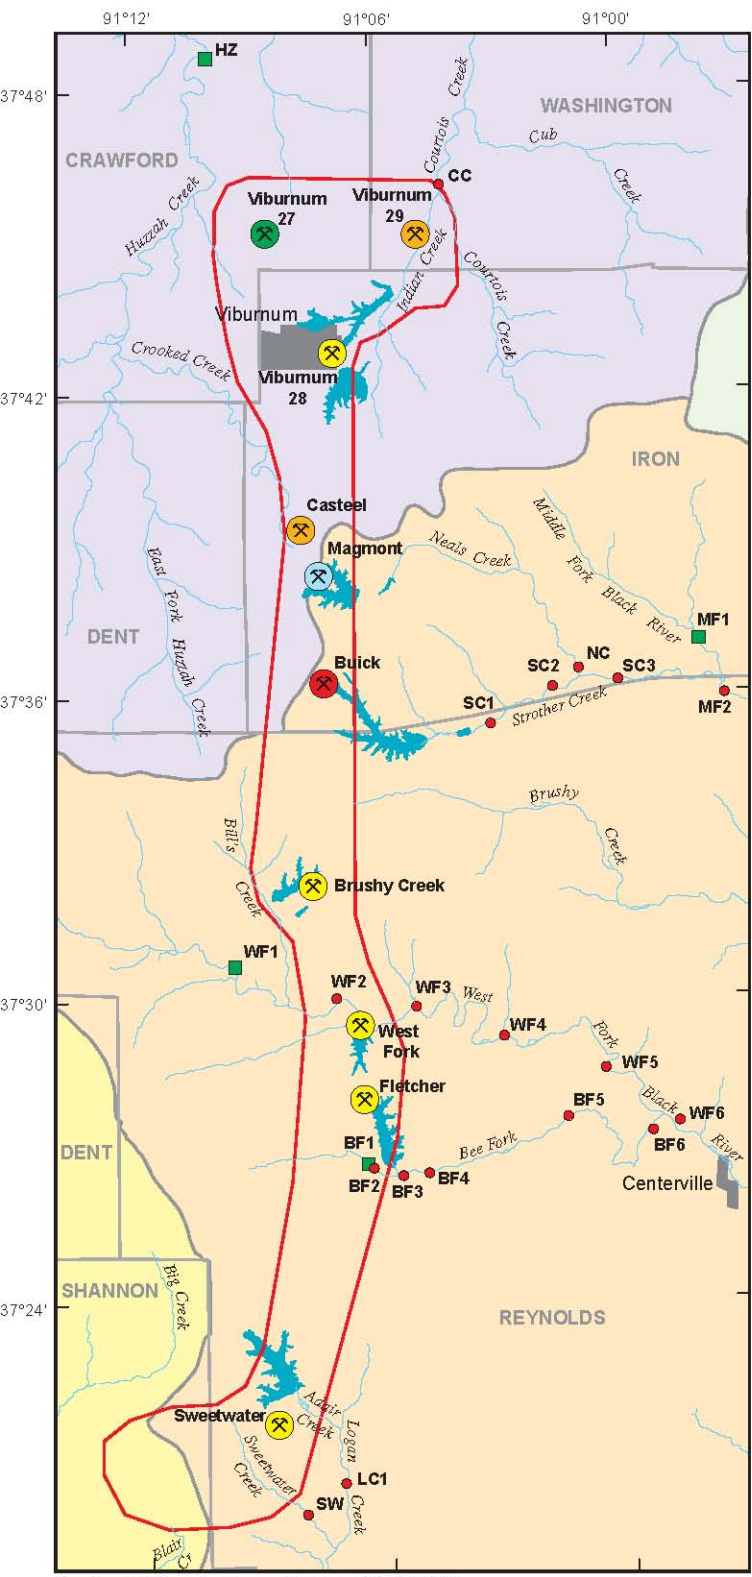 91°12'
91°06'
91°00'
HZ
37°48'
Courtois
Creek
WASHINGTON
Cub
Creek
CRAWFORD
CC
Huzzah Creek
Viburnum
27
Viburnum
29
Indian Creek
Courtois
Creek
Viburnum
Crooked Creek
Viburnum
28
37°42'
IRON
Casteel
Magmont
Neals Creek
Middle
Fork
Black
River
MF1
East
Fork
Huzzah
Creek
DENT
Buick
SC2
NC
SC3
MF2
37°36'
SC1
Strother Creek
Brushy
Creek
Bill's
Creek
Brushy Creek
WF1
WF2
WF3
West
37°30'
WF4
Fork
West
Fork
WF5
Fletcher
Black
BF5
WF6
BF6
River
DENT
BF1
Bee Fork
BF2
BF3
BF4
Centerville
SHANNON
Big Creek
37°24'
REYNOLDS
Adair
Creek
Sweetwater
Logan
Creek
Sweetwater
Creek
LC1
SW
Blair
Cr